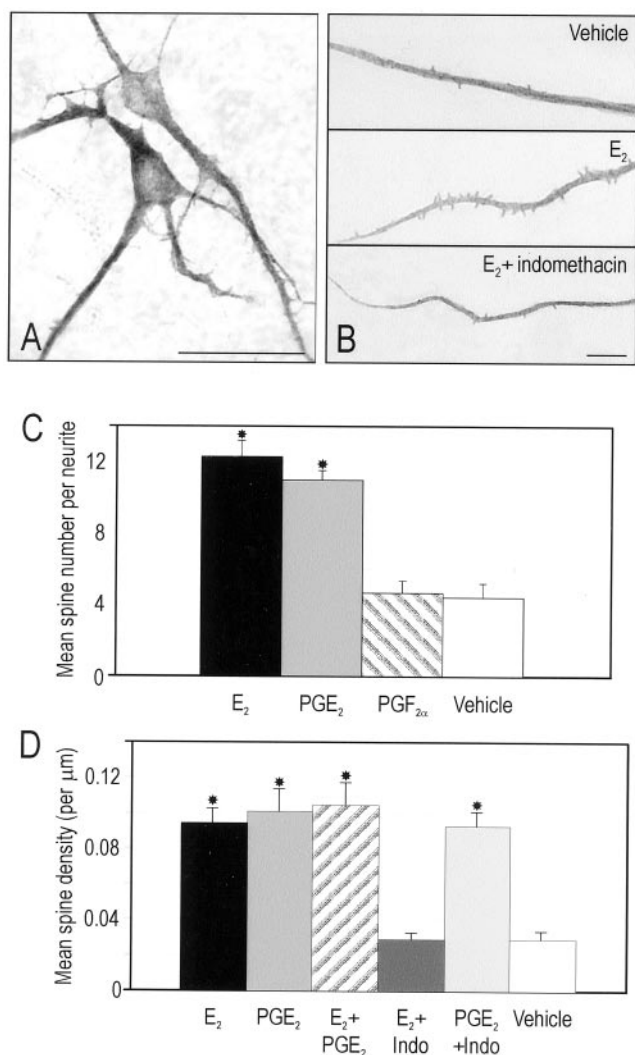 A
B
Vehicle
E₂
E₂+ indomethacin
C
Mean spine number per neurite
12
8
4
0
E₂ PGE₂ PGF₂α Vehicle
D
Mean spine density (per µm)
0.12
0.08
0.04
0
E₂ PGE₂ E₂+ E₂+ PGE₂ Vehicle
PGE₂ Indo +Indo